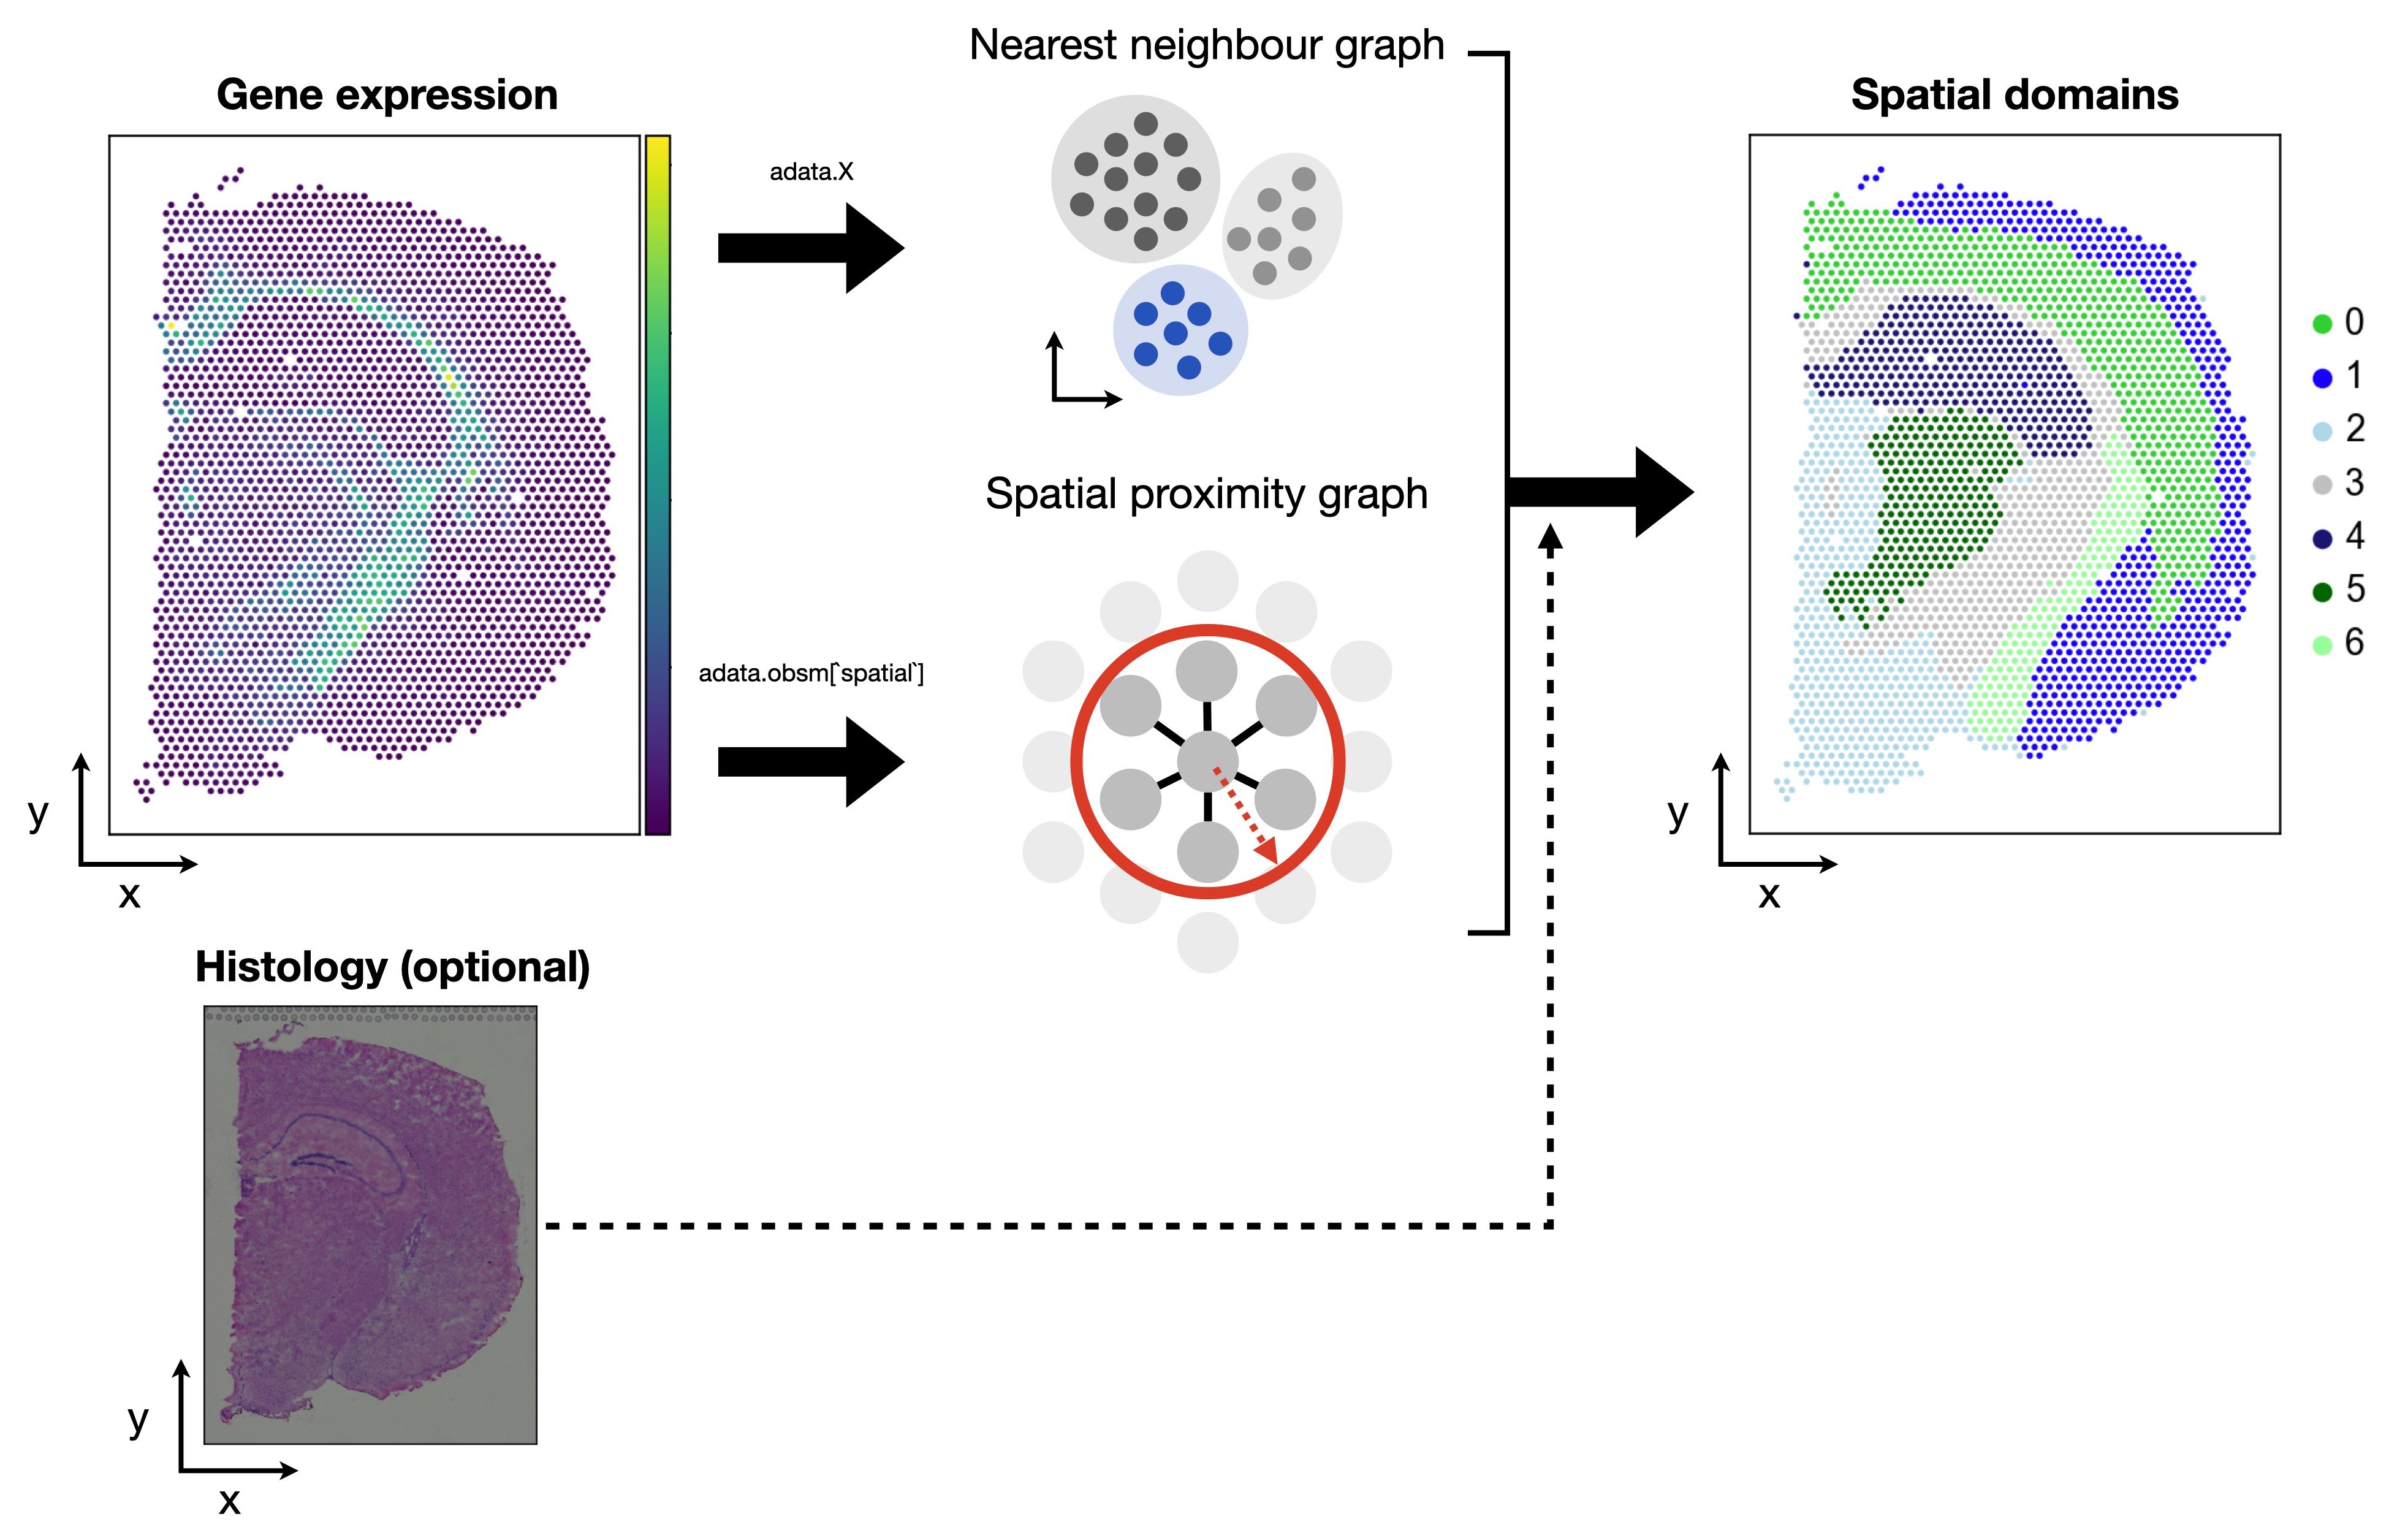 Nearest neighbour graph
Gene expression
adata.X
Spatial domains
0
1
2
3
4
5
6
Spatial proximity graph
adata.obsm[`spatial`]
y
x
y
x
Histology (optional)
y
x